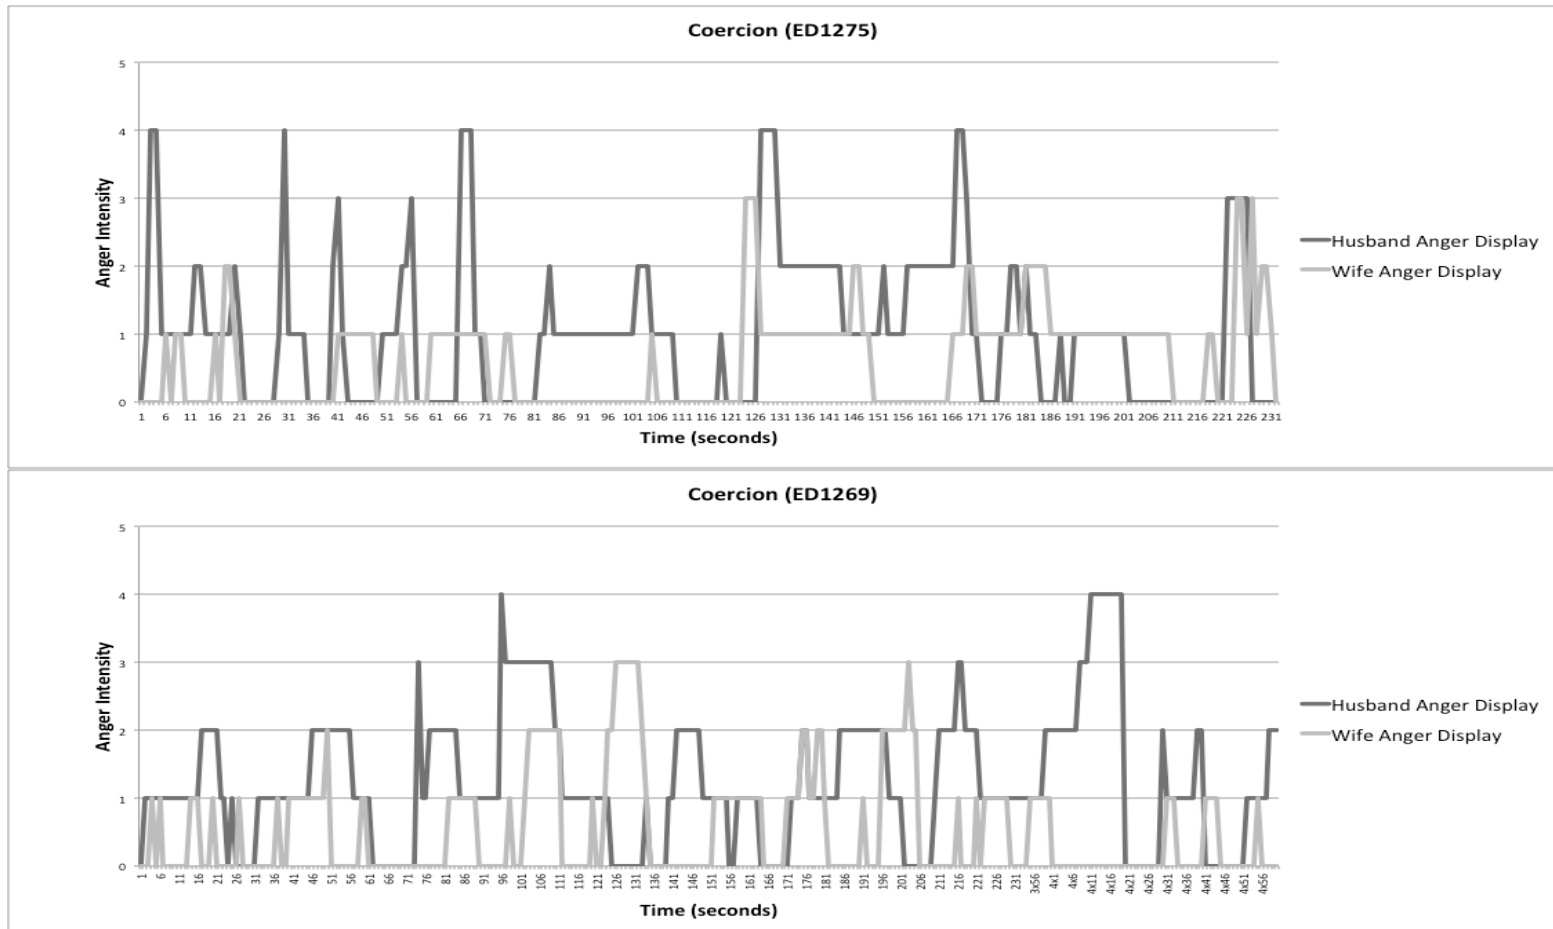 Coercion (ED1275)
5
4
3
2
1
0
Anger Intensity
1 6 11 16 21 26 31 36 41 46 51 56 61 66 71 76 81 86 91 96 101 106 111 116 121 126 131 136 141 146 151 156 161 166 171 176 181 186 191 196 201 206 211 216 221 226 231
Time (seconds)
Husband Anger Display
Wife Anger Display
Coercion (ED1269)
5
4
3
2
1
0
Anger Intensity
1 6 11 16 21 26 31 36 41 46 51 56 61 66 71 76 81 86 91 96 101 106 111 116 121 126 131 136 141 146 151 156 161 166 171 176 181 186 191 196 201 206 211 216 221 226 231 3x56 4x1 4x6 4x11 4x16 4x21 4x26 4x31 4x36 4x41 4x46 4x51 4x56
Time (seconds)
Husband Anger Display
Wife Anger Display